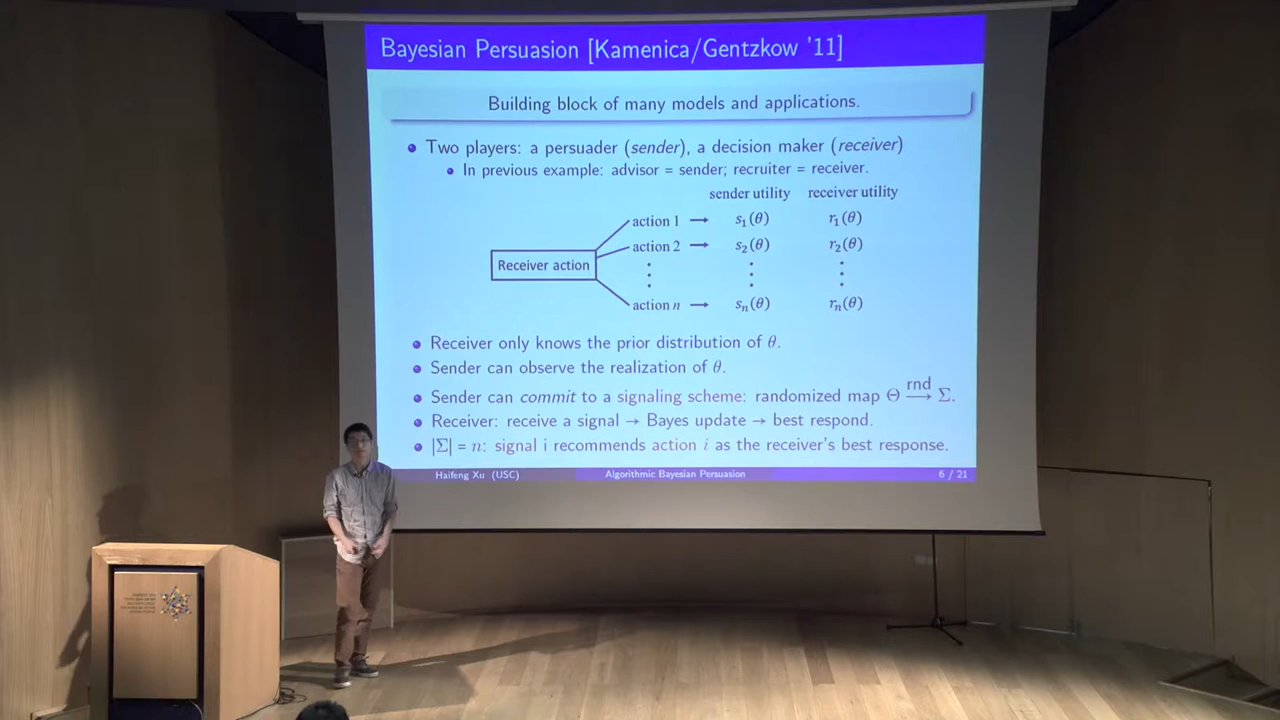 Bayesian Persuasion [Kamenica/Gentzkow '11]
Building block of many models and applications.
Two players: a persuader (sender), a decision maker (receiver)
In previous example: advisor = sender; recruiter = receiver.
sender utility receiver utility
action 1 → s₁(θ) r₁(θ)
action 2 → s₂(θ) r₂(θ)
Receiver action
action n → sₙ(θ) rₙ(θ)
Receiver only knows the prior distribution of θ.
Sender can observe the realization of θ.
Sender can commit to a signaling scheme: randomized map Θ rnd→ Σ.
Receiver: receive a signal → Bayes update → best respond.
|Σ| = n: signal i recommends action i as the receiver's best response.
Haifeng Xu (USC) Algorithmic Bayesian Persuasion 6 / 21